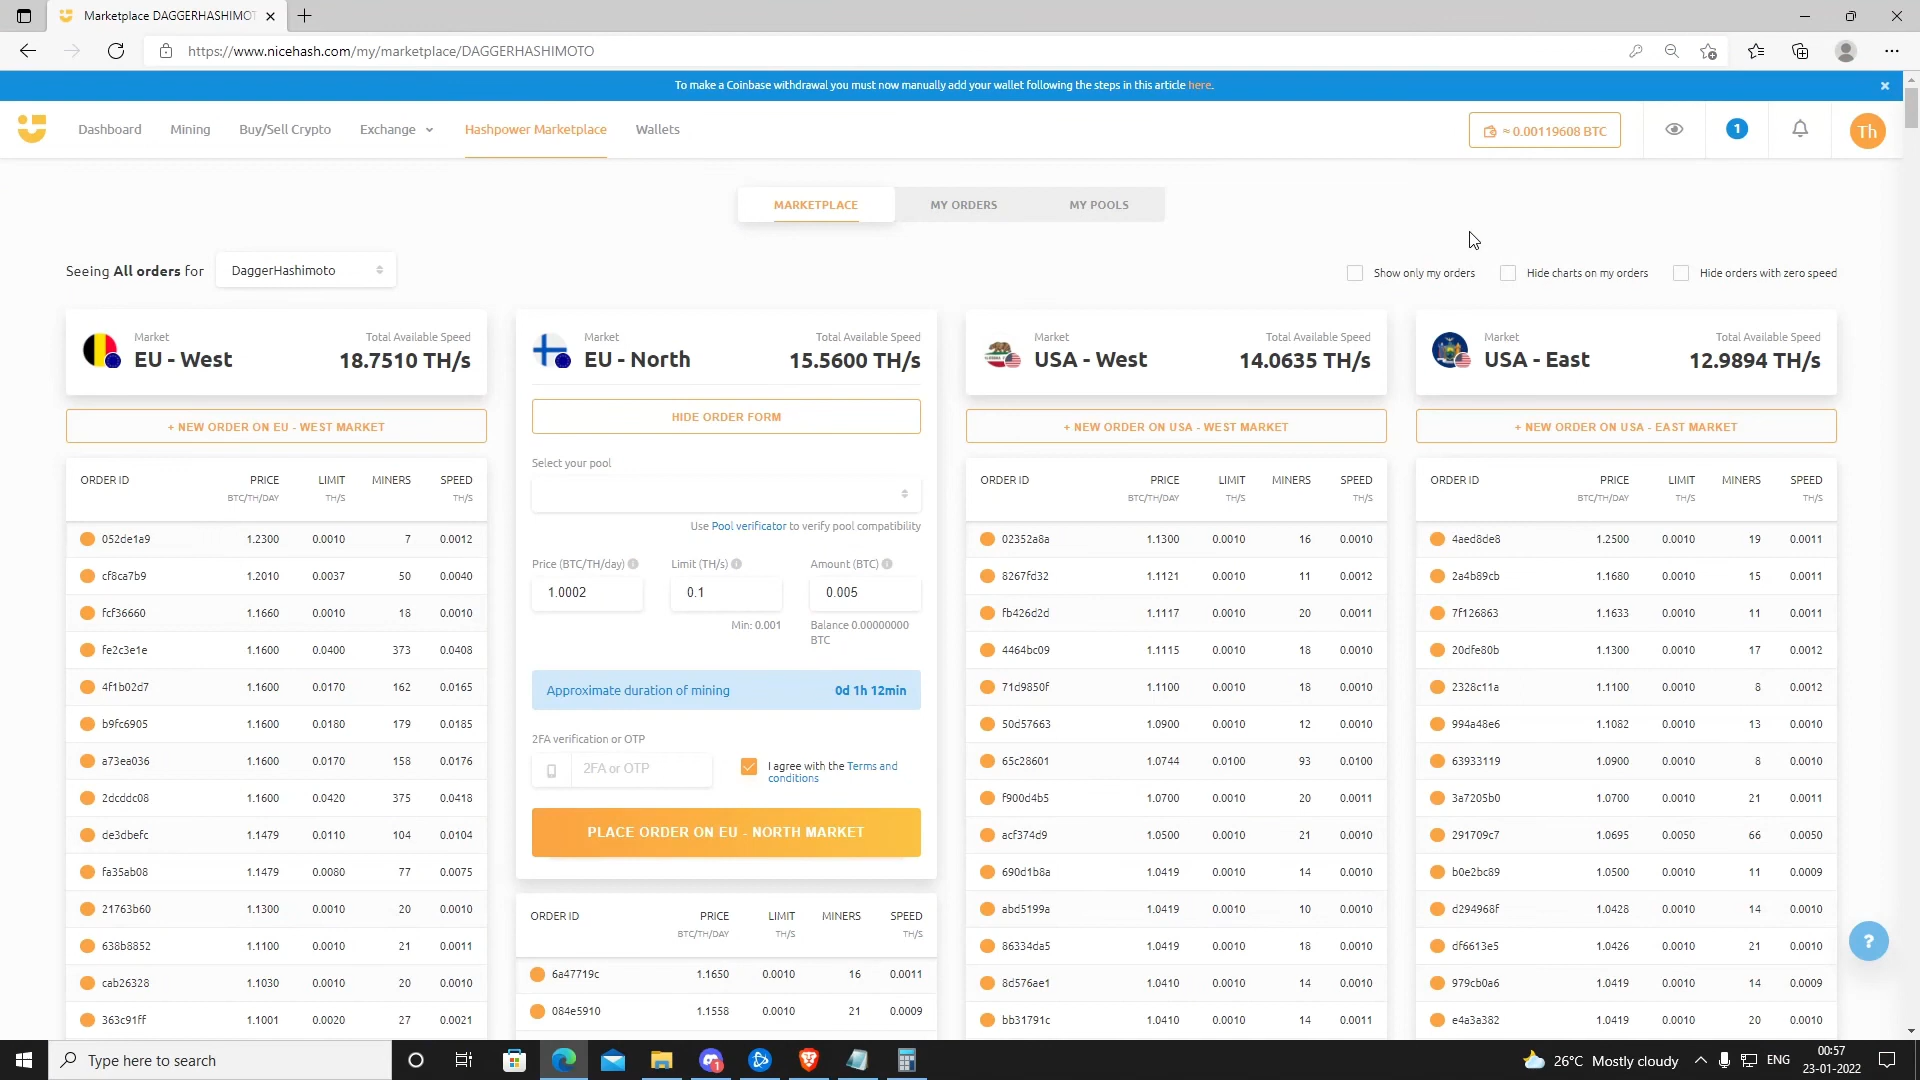 Marketplace DAGGERHASHIMOT
https://www.nicehash.com/my/marketplace/DAGGERHASHIMOTO
To make a Coinbase withdrawal you must now manually add your wallet following the steps in this article here.
Dashboard Mining Buy/Sell Crypto Exchange Hashpower Marketplace Wallets ≈ 0.00119608 BTC 1 Th
MARKETPLACE MY ORDERS MY POOLS
Seeing All orders for DaggerHashimoto Show only my orders Hide charts on my orders Hide orders with zero speed
Market Total Available Speed
EU - West 18.7510 TH/s
+ NEW ORDER ON EU - WEST MARKET
ORDER ID PRICE LIMIT MINERS SPEED
BTC/TH/DAY TH/S TH/S
052de1a9 1.2300 0.0010 7 0.0012
cf8ca7b9 1.2010 0.0037 50 0.0040
fcf36660 1.1660 0.0010 18 0.0010
fe2c3e1e 1.1600 0.0400 373 0.0408
4f1b02d7 1.1600 0.0170 162 0.0165
b9fc6905 1.1600 0.0180 179 0.0185
a73ea036 1.1600 0.0170 158 0.0176
2dcddc08 1.1600 0.0420 375 0.0418
de3dbefc 1.1479 0.0110 104 0.0104
fa35ab08 1.1479 0.0080 77 0.0075
21763b60 1.1300 0.0010 20 0.0010
638b8852 1.1100 0.0010 21 0.0011
cab26328 1.1030 0.0010 20 0.0010
363c91ff 1.1001 0.0020 27 0.0021
Market Total Available Speed
EU - North 15.5600 TH/s
HIDE ORDER FORM
Select your pool
Use Pool verificator to verify pool compatibility
Price (BTC/TH/day) Limit (TH/s) Amount (BTC)
1.0002 0.1 0.005
Min: 0.001 Balance 0.00000000
BTC
Approximate duration of mining 0d 1h 12min
2FA verification or OTP
2FA or OTP I agree with the Terms and
conditions
PLACE ORDER ON EU - NORTH MARKET
ORDER ID PRICE LIMIT MINERS SPEED
BTC/TH/DAY TH/S TH/S
6a47719c 1.1650 0.0010 16 0.0011
084e5910 1.1558 0.0010 21 0.0009
Market Total Available Speed
USA - West 14.0635 TH/s
+ NEW ORDER ON USA - WEST MARKET
ORDER ID PRICE LIMIT MINERS SPEED
BTC/TH/DAY TH/S TH/S
02352a8a 1.1300 0.0010 16 0.0010
8267fd32 1.1121 0.0010 11 0.0012
fb426d2d 1.1117 0.0010 20 0.0011
4464bc09 1.1115 0.0010 18 0.0010
71d9850f 1.1100 0.0010 18 0.0010
50d57663 1.0900 0.0010 12 0.0010
65c28601 1.0744 0.0100 93 0.0100
f900d4b5 1.0700 0.0010 20 0.0011
acf374d9 1.0500 0.0010 21 0.0010
690d1b8a 1.0419 0.0010 14 0.0010
abd5199a 1.0419 0.0010 10 0.0010
86334da5 1.0419 0.0010 18 0.0010
8d576ae1 1.0410 0.0010 14 0.0010
bb31791c 1.0410 0.0010 14 0.0011
Market Total Available Speed
USA - East 12.9894 TH/s
+ NEW ORDER ON USA - EAST MARKET
ORDER ID PRICE LIMIT MINERS SPEED
BTC/TH/DAY TH/S TH/S
4aed8de8 1.2500 0.0010 19 0.0011
2a4b89cb 1.1680 0.0010 15 0.0011
7f126863 1.1633 0.0010 11 0.0011
20dfe80b 1.1300 0.0010 17 0.0012
2328c11a 1.1100 0.0010 8 0.0012
994a48e6 1.1082 0.0010 13 0.0010
63933119 1.0900 0.0010 8 0.0010
3a7205b0 1.0700 0.0010 21 0.0011
291709c7 1.0695 0.0050 66 0.0050
b0e2bc89 1.0500 0.0010 11 0.0009
d294968f 1.0428 0.0010 14 0.0010
df6613e5 1.0426 0.0010 21 0.0010
979cb0a6 1.0419 0.0010 14 0.0009
e4a3a382 1.0419 0.0010 20 0.0010
?
Type here to search 1 26°C Mostly cloudy ENG 00:57
23-01-2022